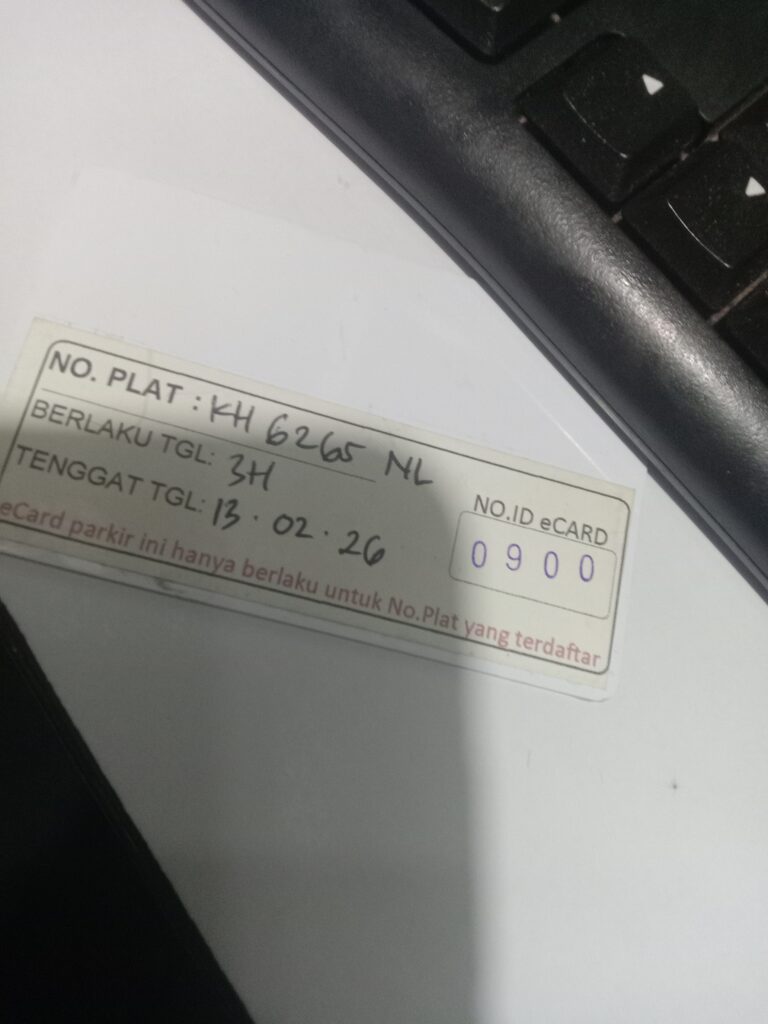 NO. PLAT : KH 6265 NL
BERLAKU TGL: 3H
TENGGAT TGL: 13 . 02 . 26
NO.ID eCARD
0900
eCard parkir ini hanya berlaku untuk No.Plat yang terdaftar